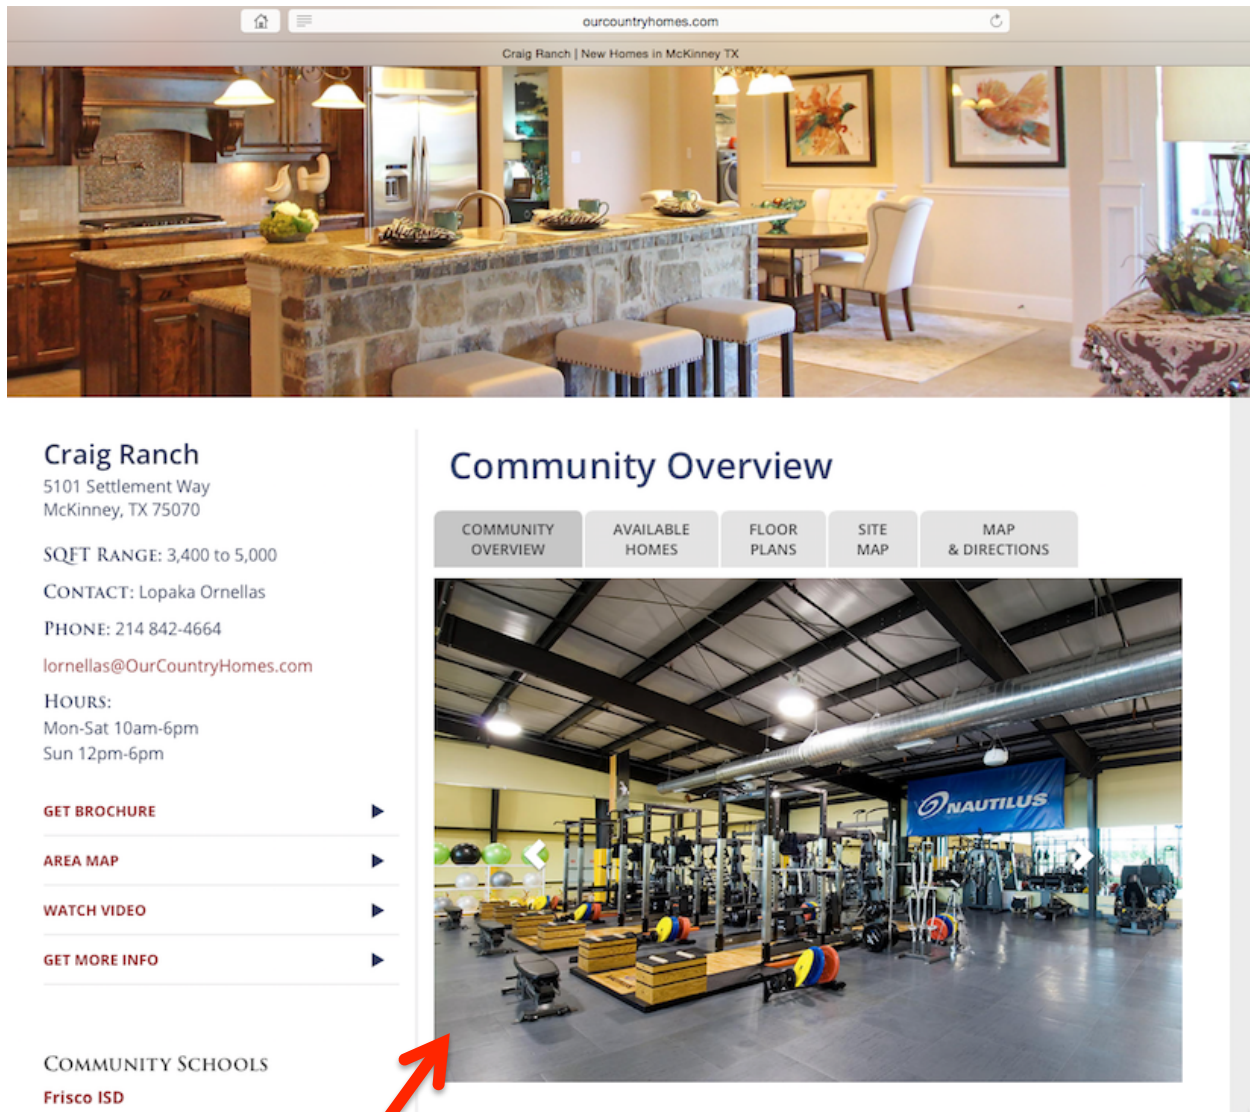 ourcountryhomes.com
Craig Ranch | New Homes in McKinney TX
Craig Ranch
5101 Settlement Way
McKinney, TX 75070
SQFT RANGE: 3,400 to 5,000
CONTACT: Lopaka Ornellas
PHONE: 214 842-4664
lornellas@OurCountryHomes.com
HOURS:
Mon-Sat 10am-6pm
Sun 12pm-6pm
GET BROCHURE
AREA MAP
WATCH VIDEO
GET MORE INFO
COMMUNITY SCHOOLS
Frisco ISD
Community Overview
COMMUNITY
OVERVIEW
AVAILABLE
HOMES
FLOOR
PLANS
SITE
MAP
MAP
& DIRECTIONS
NAUTILUS